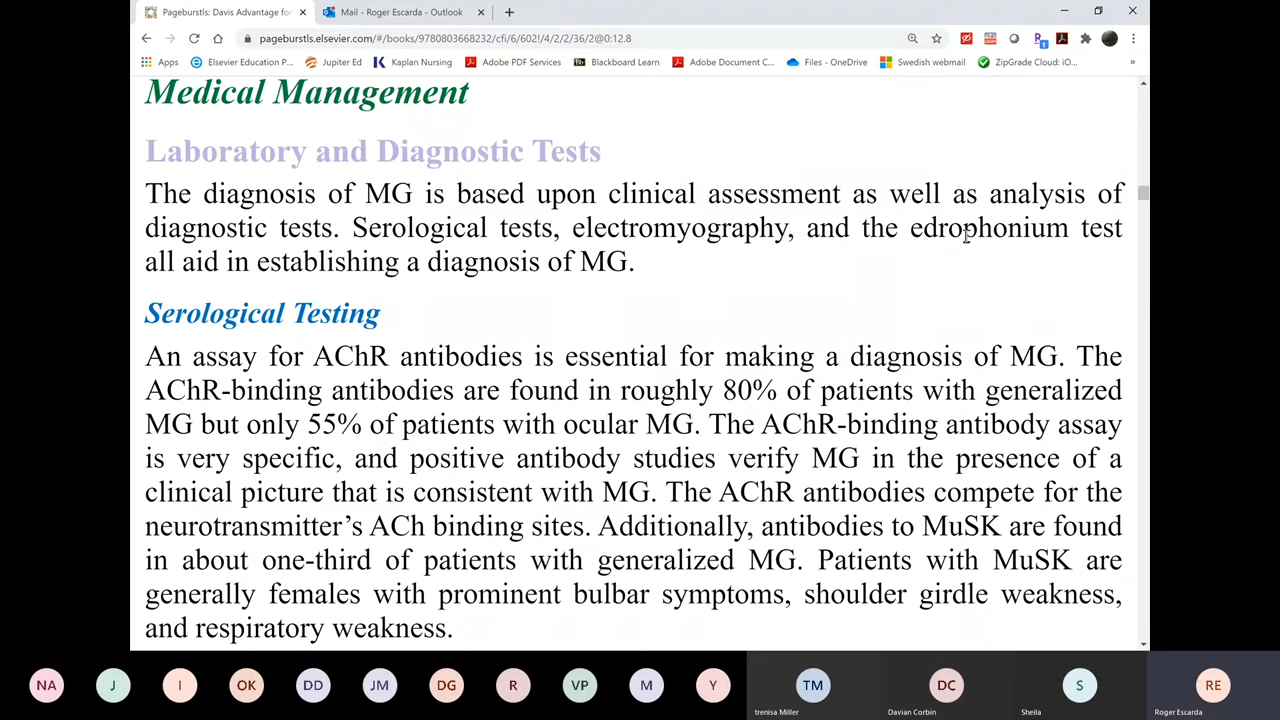 Pageburstls: Davis Advantage for
Mail - Roger Escarda - Outlook
pageburstls.elsevier.com/#/books/9780803668232/cfi/6/602!/4/2/2/36/2@0:12.8
Apps
Elsevier Education P...
Jupiter Ed
Kaplan Nursing
Adobe PDF Services
Bb Blackboard Learn
Adobe Document C...
Files - OneDrive
Swedish webmail
ZipGrade Cloud: iO...
Medical Management
Laboratory and Diagnostic Tests
The diagnosis of MG is based upon clinical assessment as well as analysis of
diagnostic tests. Serological tests, electromyography, and the edrophonium test
all aid in establishing a diagnosis of MG.
Serological Testing
An assay for AChR antibodies is essential for making a diagnosis of MG. The
AChR-binding antibodies are found in roughly 80% of patients with generalized
MG but only 55% of patients with ocular MG. The AChR-binding antibody assay
is very specific, and positive antibody studies verify MG in the presence of a
clinical picture that is consistent with MG. The AChR antibodies compete for the
neurotransmitter’s ACh binding sites. Additionally, antibodies to MuSK are found
in about one-third of patients with generalized MG. Patients with MuSK are
generally females with prominent bulbar symptoms, shoulder girdle weakness,
and respiratory weakness.
NA
J
I
OK
DD
JM
DG
R
VP
M
Y
TM
DC
S
RE
trenisa Miller
Davian Corbin
Sheila
Roger Escarda